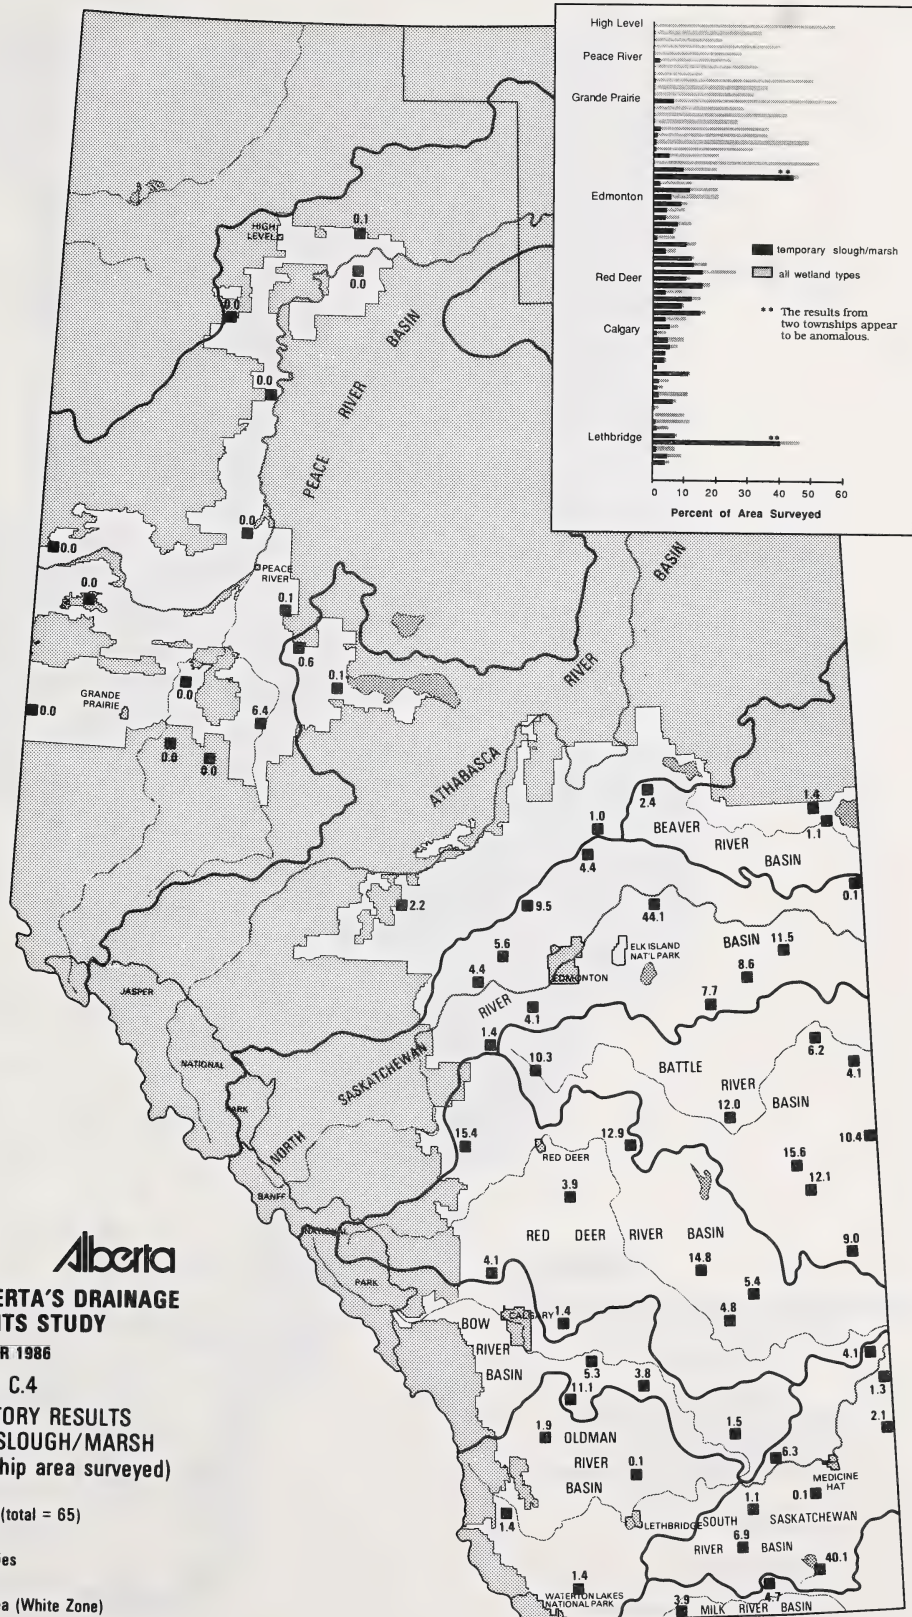 High Level
Peace River
Grande Prairie
**
Edmonton
temporary slough/marsh
all wetland types
Red Deer
** The results from
two townships appear
to be anomalous.
Calgary
**
Lethbridge
0 10 20 30 40 50 60
Percent of Area Surveyed
0.1
HIGH
LEVEL
0.0
0.0
PEACE RIVER BASIN
0.0
0.0
0.0
PEACE
RIVER
0.0
0.1
0.6
0.1
0.0
GRANDE
PRAIRIE
0.0
6.4
0.0
0.0
ATHABASCA RIVER BASIN
2.4
1.4
1.1
1.0
BEAVER
RIVER
BASIN
4.4
0.1
2.2
9.5
44.1
5.6
ELK ISLAND
NAT'L PARK
BASIN
11.5
4.4
EDMONTON
8.6
7.7
JASPER
NATIONAL
PARK
RIVER
4.1
1.4
6.2
10.3
BATTLE
RIVER
BASIN
4.1
SASKATCHEWAN
NORTH
12.0
15.4
12.9
10.4
RED DEER
15.6
12.1
3.9
BANFF
NATIONAL
PARK
RED DEER RIVER BASIN
9.0
4.1
14.8
5.4
4.8
BOW
RIVER
BASIN
CALGARY
1.4
4.1
5.3
3.8
1.3
11.1
2.1
1.9
OLDMAN
RIVER
BASIN
1.5
6.3
0.1
MEDICINE
HAT
0.1
1.4
1.1
LETHBRIDGE
SOUTH
SASKATCHEWAN
6.9
RIVER BASIN
40.1
1.4
WATERTON LAKES
NATIONAL PARK
4.7
3.9
MILK RIVER BASIN
Alberta
ERTA'S DRAINAGE
ITS STUDY
R 1986
C.4
TORY RESULTS
SLOUGH/MARSH
hip area surveyed)
(total = 65)
es
ea (White Zone)